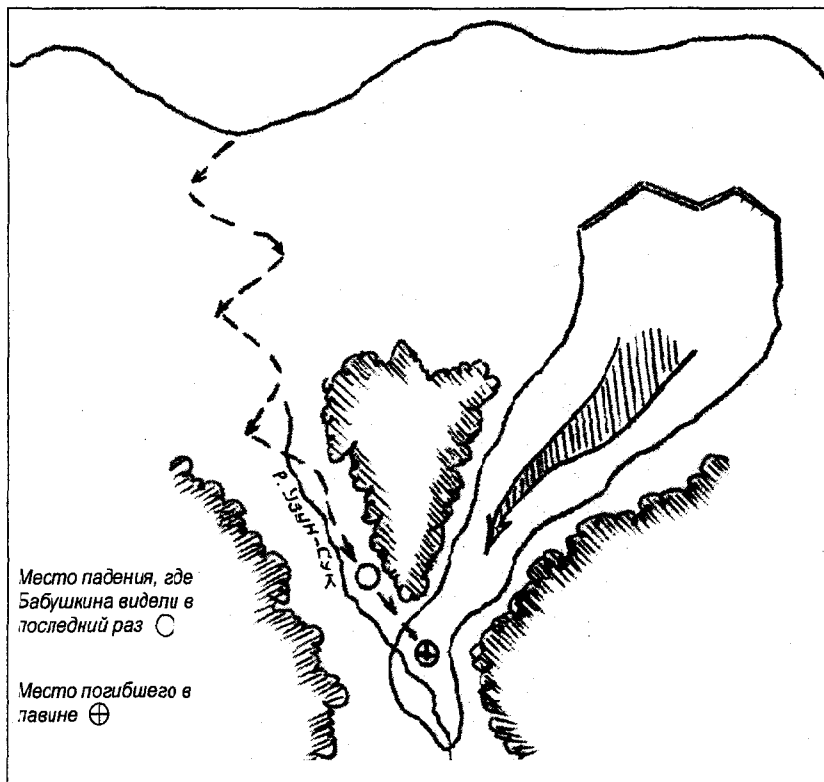 р. Узун-Сук
Место падения, где
Бабушкина видели в
последний раз
Место погибшего в
лавине